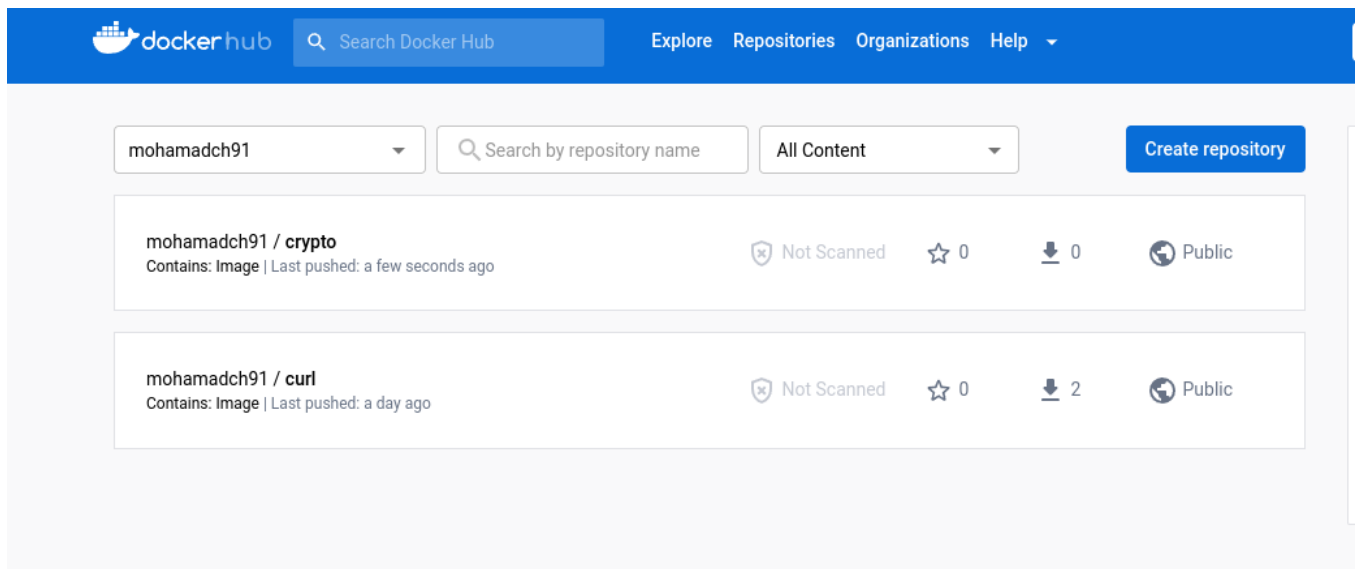 dockerhub Search Docker Hub Explore Repositories Organizations Help
mohamadch91 Search by repository name All Content Create repository
mohamadch91 / crypto
Contains: Image | Last pushed: a few seconds ago
Not Scanned 0 0 Public
mohamadch91 / curl
Contains: Image | Last pushed: a day ago
Not Scanned 0 2 Public